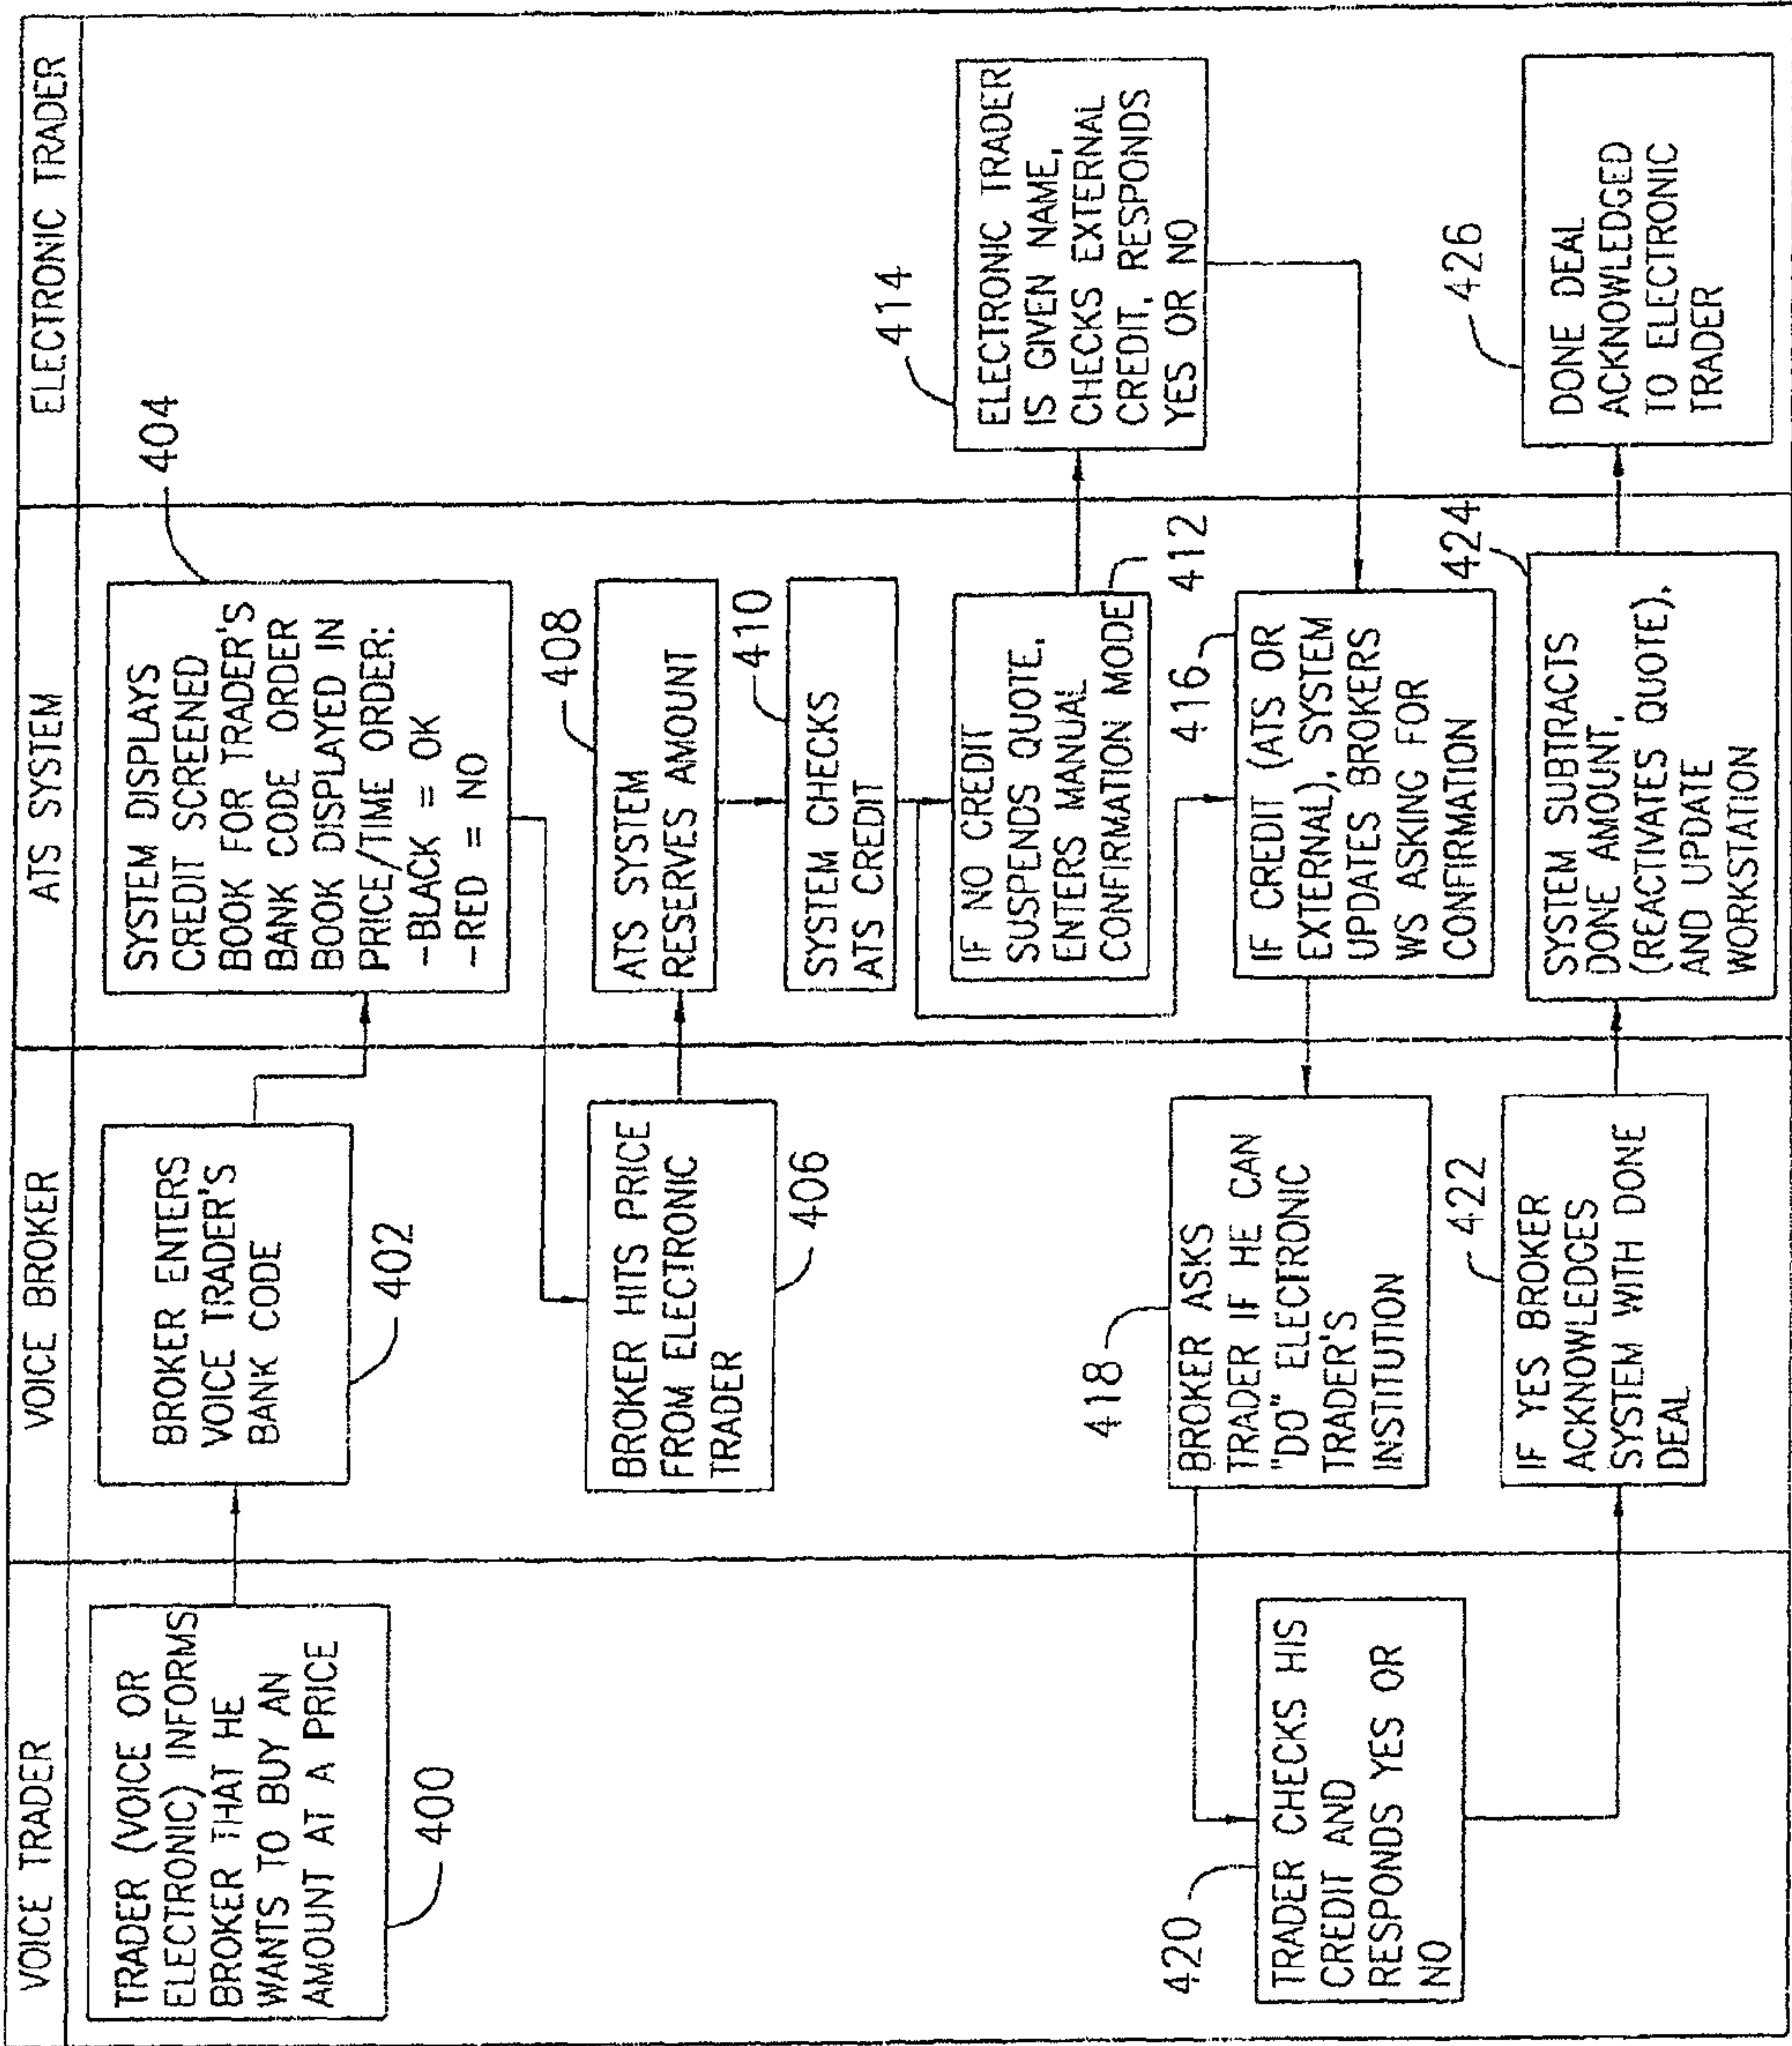 VOICE TRADER
VOICE BROKER
ATS SYSTEM
ELECTRONIC TRADER
TRADER (VOICE OR
ELECTRONIC) INFORMS
BROKER THAT HE
WANTS TO BUY AN
AMOUNT AT A PRICE
400
BROKER ENTERS
VOICE TRADER'S
BANK CODE
402
SYSTEM DISPLAYS
CREDIT SCREENED
BOOK FOR TRADER'S
BANK CODE ORDER
BOOK DISPLAYED IN
PRICE/TIME ORDER:
-BLACK = OK
-RED = NO
404
BROKER HITS PRICE
FROM ELECTRONIC
TRADER
406
ATS SYSTEM
RESERVES AMOUNT
408
SYSTEM CHECKS
ATS CREDIT
410
IF NO CREDIT
SUSPENDS QUOTE,
ENTERS MANUAL
CONFIRMATION MODE
412
ELECTRONIC TRADER
IS GIVEN NAME,
CHECKS EXTERNAL
CREDIT, RESPONDS
YES OR NO
414
IF CREDIT (ATS OR
EXTERNAL), SYSTEM
UPDATES BROKERS
WS ASKING FOR
CONFIRMATION
416
BROKER ASKS
TRADER IF HE CAN
"DO" ELECTRONIC
TRADER'S
INSTITUTION
418
TRADER CHECKS HIS
CREDIT AND
RESPONDS YES OR
NO
420
IF YES BROKER
ACKNOWLEDGES
SYSTEM WITH DONE
DEAL
422
SYSTEM SUBTRACTS
DONE AMOUNT,
(REACTIVATES QUOTE),
AND UPDATE
WORKSTATION
424
DONE DEAL
ACKNOWLEDGED
TO ELECTRONIC
TRADER
426